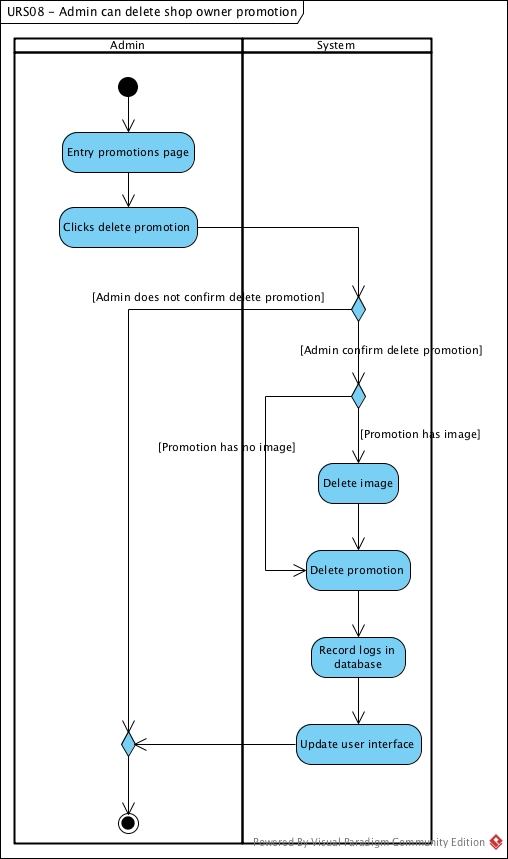 URS08 - Admin can delete shop owner promotion
Admin
System
Entry promotions page
Clicks delete promotion
[Admin does not confirm delete promotion]
[Admin confirm delete promotion]
[Promotion has image]
[Promotion has no image]
Delete image
Delete promotion
Record logs in
database
Update user interface
Powered By Visual Paradigm Community Edition